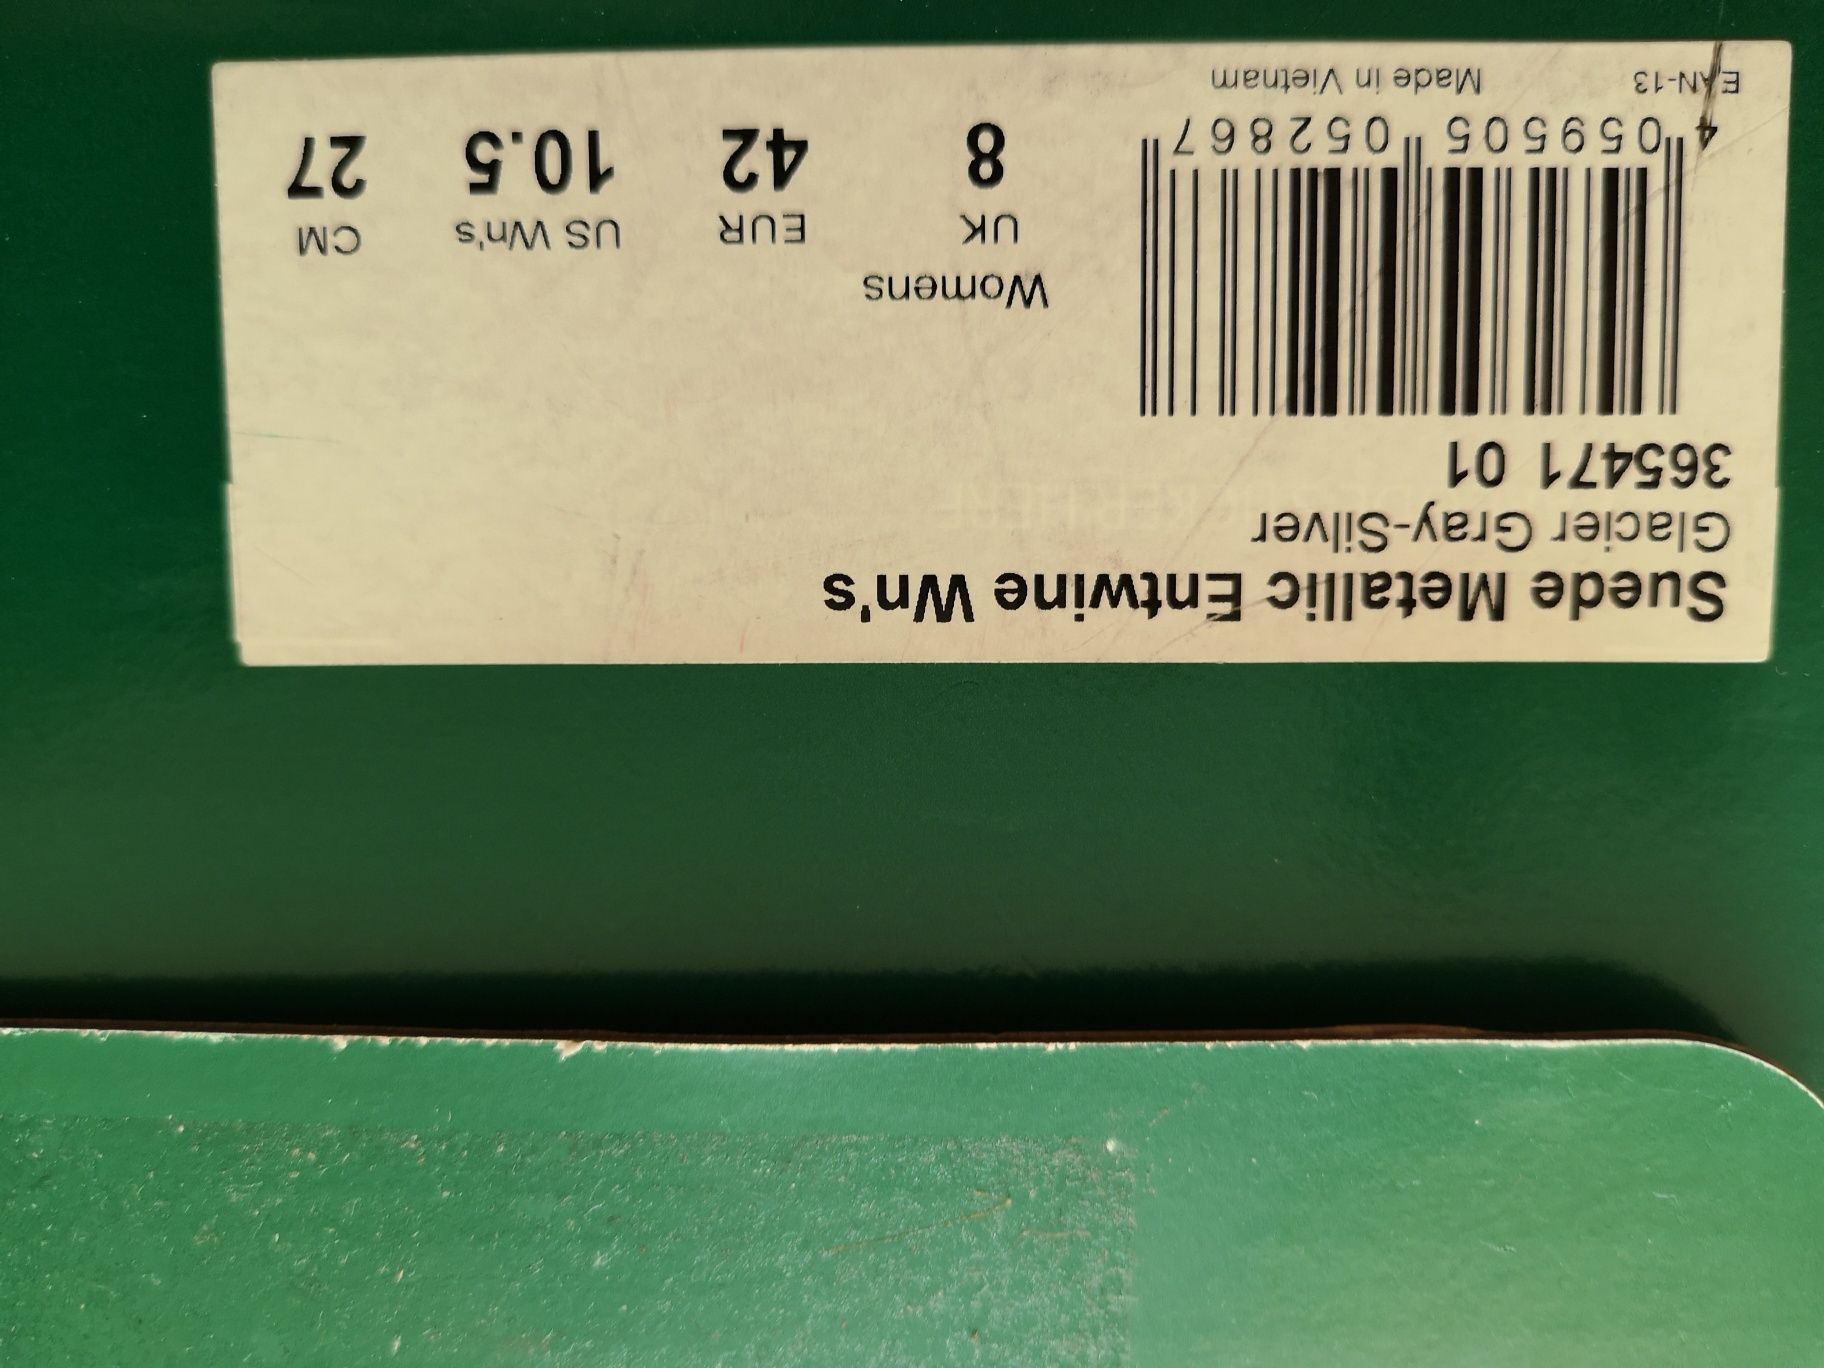 Suede Metallic Entwine Wn's
Glacier Gray-Silver
365471 01
Womens
UK EUR US Wn's CM
8 42 10.5 27
4 059505 052867
EAN-13 Made in Vietnam